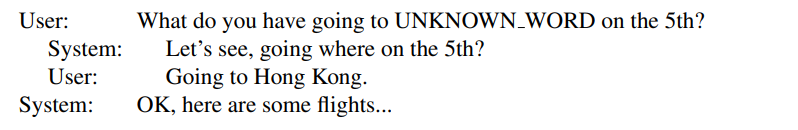 User: What do you have going to UNKNOWN_WORD on the 5th?
System: Let's see, going where on the 5th?
User: Going to Hong Kong.
System: OK, here are some flights...